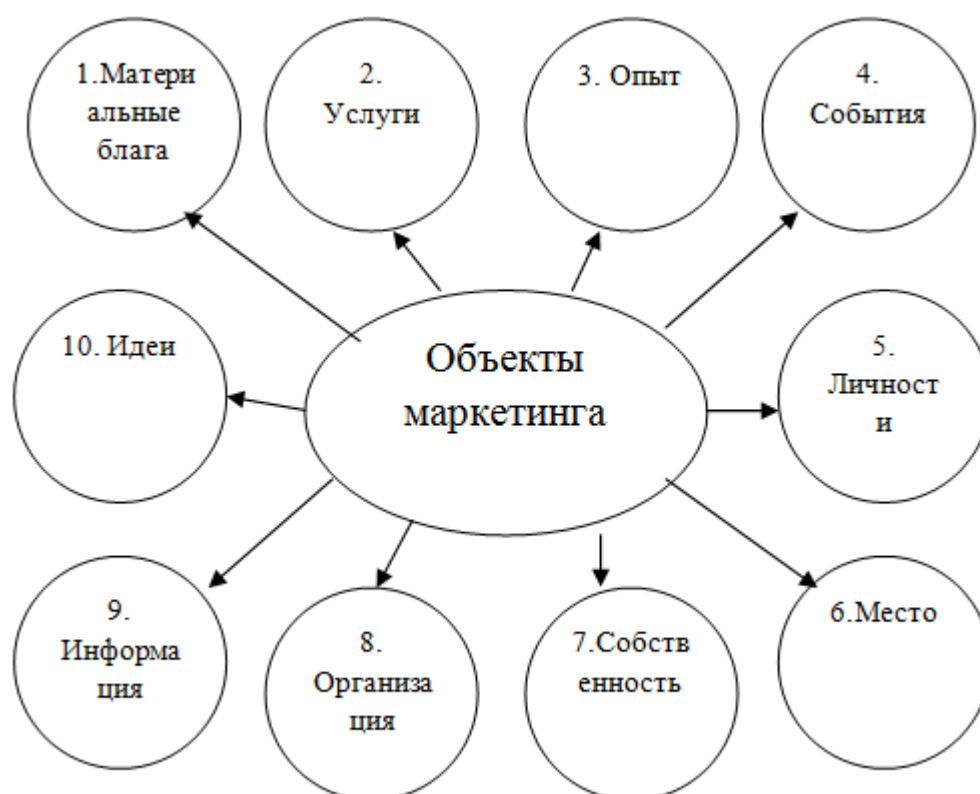 1.Матери
альные
блага
2.
Услуги
3. Опыт
4.
События
10. Идеи
Объекты
маркетинга
5.
Личност
и
9.
Информа
ция
8.
Организа
ция
7.Собств
енность
6.Место